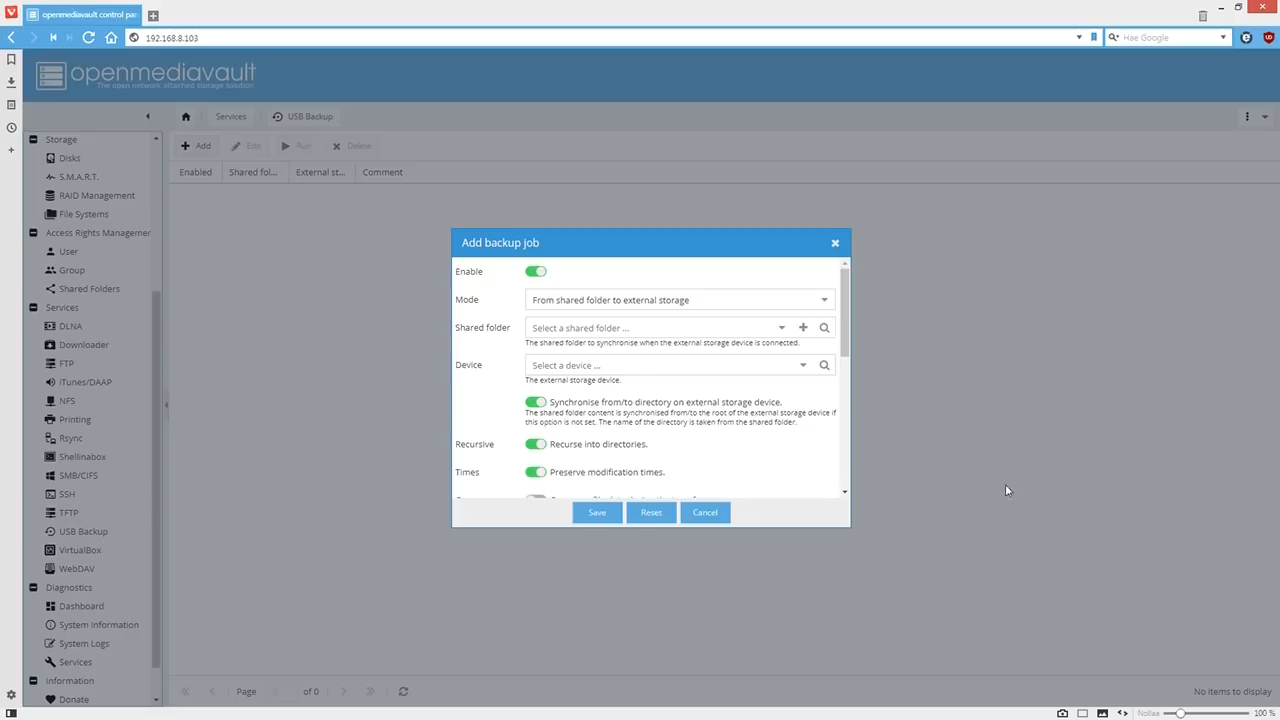 openmediavault control pa
192.168.8.103
Hae Google
openmediavault
The open network attached storage solution.
Services
USB Backup
Storage
Disks
S.M.A.R.T.
RAID Management
File Systems
Access Rights Managemer
User
Group
Shared Folders
Services
DLNA
Downloader
FTP
iTunes/DAAP
NFS
Printing
Rsync
Shellinabox
SMB/CIFS
SSH
TFTP
USB Backup
VirtualBox
WebDAV
Diagnostics
Dashboard
System Information
System Logs
Services
Information
Donate
Add
Edit
Run
Delete
Enabled
Shared fol...
External st...
Comment
Add backup job
Enable
Mode
From shared folder to external storage
Shared folder
Select a shared folder ...
The shared folder to synchronise when the external storage device is connected.
Device
Select a device ...
The external storage device.
Synchronise from/to directory on external storage device.
The shared folder content is synchronised from/to the root of the external storage device if
this option is not set. The name of the directory is taken from the shared folder.
Recursive
Recurse into directories.
Times
Preserve modification times.
Save
Reset
Cancel
Page
of 0
No items to display
Nollaa
100 %